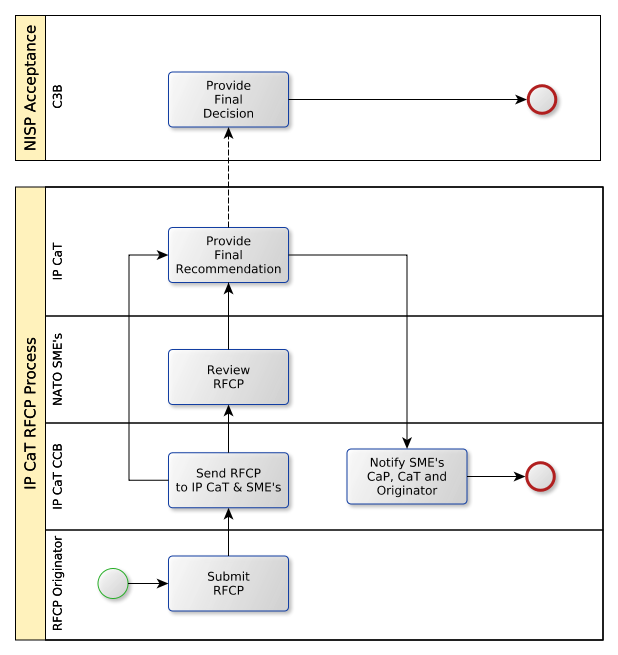 NISP Acceptance
C3B
Provide
Final
Decision
IP CaT RFCP Process
IP CaT
Provide
Final
Recommendation
NATO SME's
Review
RFCP
IP CaT CCB
Send RFCP
to IP CaT & SME's
Notify SME's
CaP, CaT and
Originator
RFCP Originator
Submit
RFCP